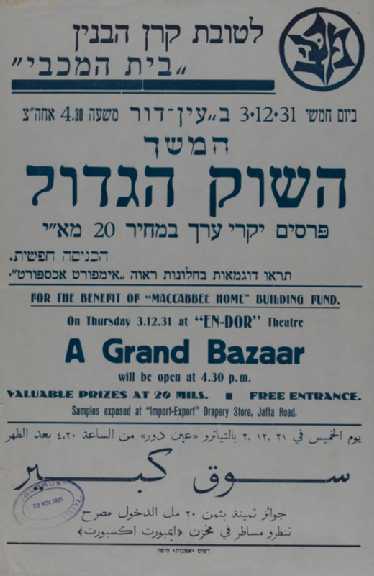 לטובת קרן הבנין
„בית המכבי"
ביום חמשי 3·12·31 ב„עין־דור משעה 4.30 אחה"צ
המשך
השוק הגדול
פרסים יקרי ערך במחיר 20 מא"י
הכניסה חפשית.
תראו דוגמאות בחלונות ראוה „אימפורט אכספורט".
FOR THE BENEFIT OF "MACCABBEE HOME" BUILDING FUND.
On Thursday 3.12.31 at "EN-DOR" Theatre
A Grand Bazaar
will be open at 4.30 p.m.
VALUABLE PRIZES AT 20 MILS. ■ FREE ENTRANCE.
Samples exposed at "Import-Export" Drapery Store, Jaffa Road.
يوم الخميس في ٣١ .١٢ .٣ بالتياترو «عين دور» من الساعة ٤،٣٠ بعد الظهر
سوق كبير
جوائز ثمينة بثمن ٢٠ مل الدخول مصرح
تنظرو مساطر في مخزن «ايمبورت اكسبورت»